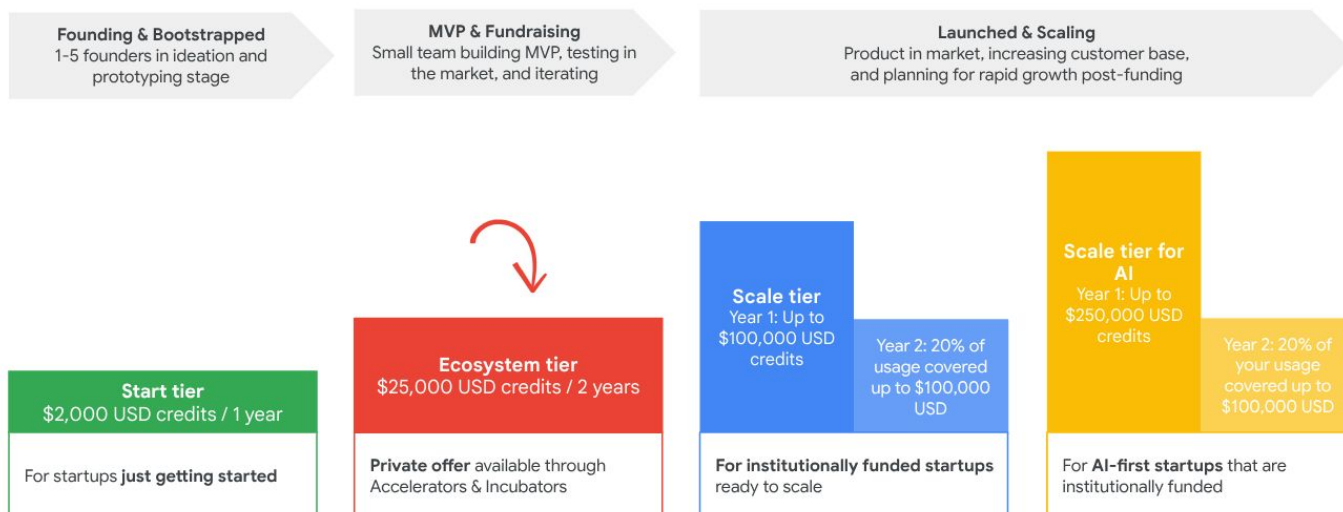 Founding & Bootstrapped
1-5 founders in ideation and
prototyping stage
MVP & Fundraising
Small team building MVP, testing in
the market, and iterating
Launched & Scaling
Product in market, increasing customer base,
and planning for rapid growth post-funding
Start tier
$2,000 USD credits / 1 year
For startups just getting started
Ecosystem tier
$25,000 USD credits / 2 years
Private offer available through
Accelerators & Incubators
Scale tier
Year 1: Up to
$100,000 USD
credits
Year 2: 20% of
usage covered
up to $100,000
USD
For institutionally funded startups
ready to scale
Scale tier for
AI
Year 1: Up to
$250,000 USD
credits
Year 2: 20% of
your usage
covered up to
$100,000 USD
For AI-first startups that are
institutionally funded